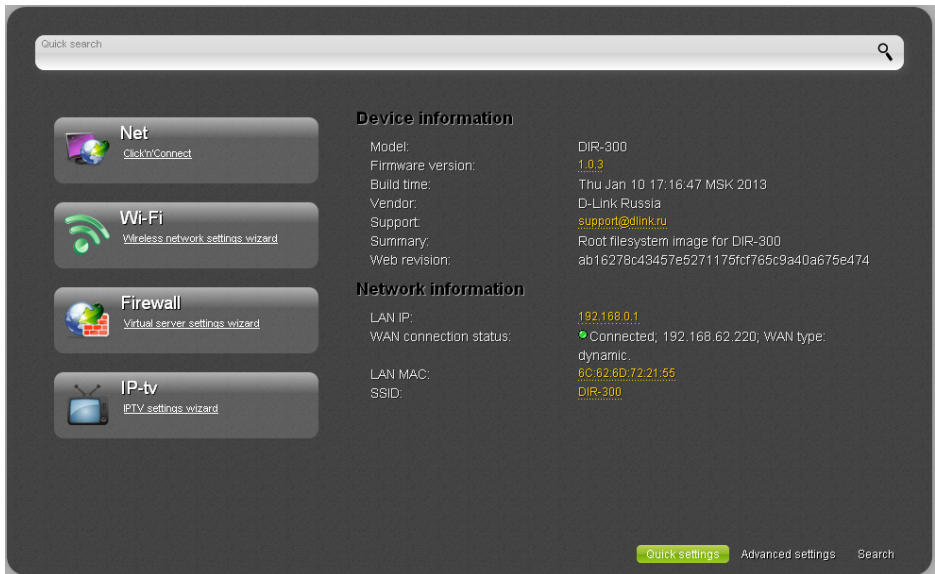 Quick search
Net
Click'n'Connect
Wi-Fi
Wireless network settings wizard
Firewall
Virtual server settings wizard
IP-tv
IPTV settings wizard
Device information
Model: DIR-300
Firmware version: 1.0.3
Build time: Thu Jan 10 17:16:47 MSK 2013
Vendor: D-Link Russia
Support: support@dlink.ru
Summary: Root filesystem image for DIR-300
Web revision: ab16278c43457e5271175fcf765c9a40a675e474
Network information
LAN IP: 192.168.0.1
WAN connection status: Connected; 192.168.62.220; WAN type:
dynamic.
LAN MAC: 6C:62:6D:72:21:55
SSID: DIR-300
Quick settings Advanced settings Search